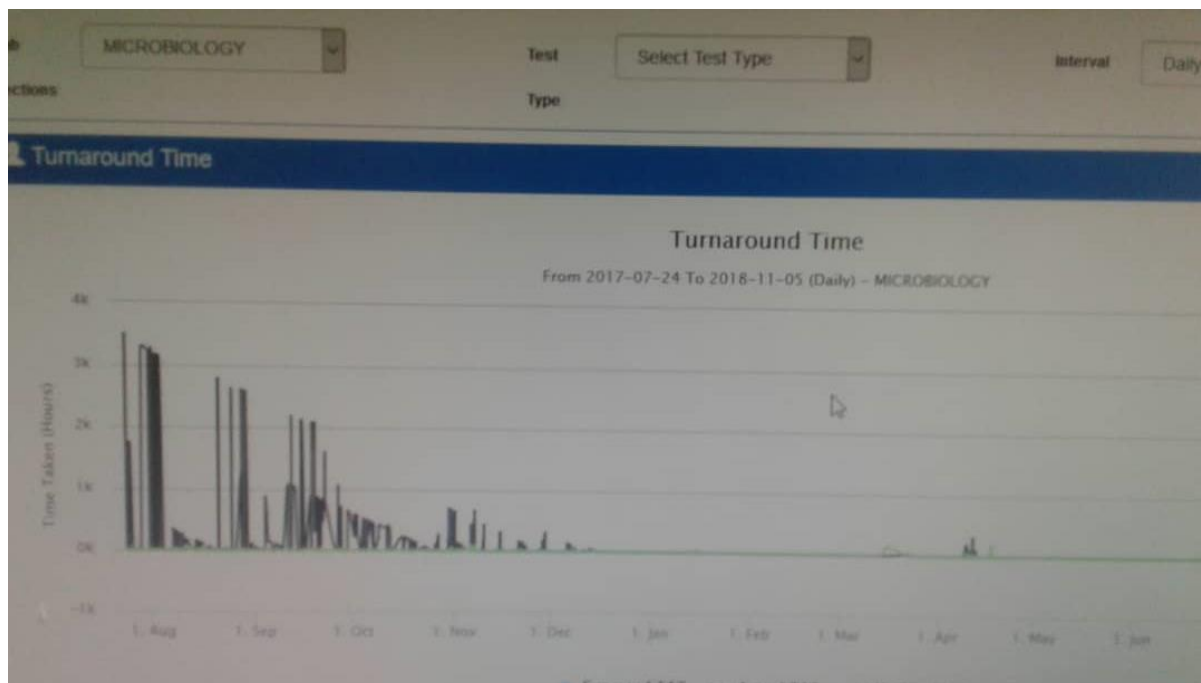 MICROBIOLOGY
Test
Type
Select Test Type
Interval
Daily
Turnaround Time
Turnaround Time
From 2017-07-24 To 2018-11-05 (Daily) - MICROBIOLOGY
Time Taken (Hours)
4k
3k
2k
1k
0k
-1k
1. Aug
1. Sep
1. Oct
1. Nov
1. Dec
1. Jan
1. Feb
1. Mar
1. Apr
1. May
1. Jun